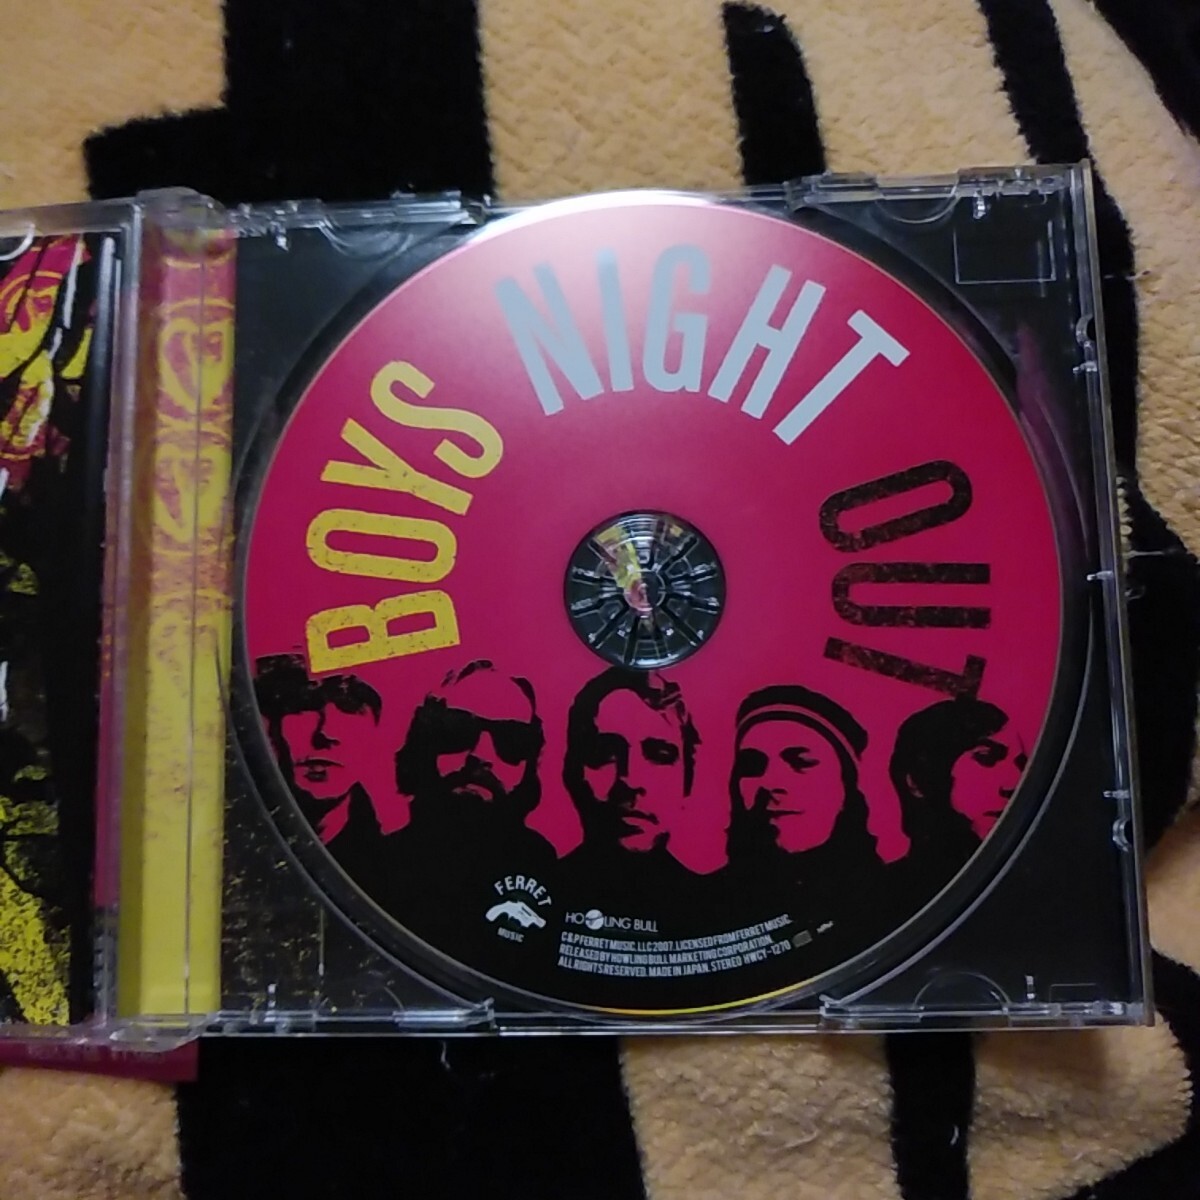 BOYS NIGHT OUT
FERRET
MUSIC
HOWLING BULL
C&P FERRET MUSIC, LLC 2007. LICENSED FROM FERRET MUSIC.
RELEASED BY HOWLING BULL MARKETING CORPORATION.
ALL RIGHTS RESERVED. MADE IN JAPAN. STEREO HWCY-1270